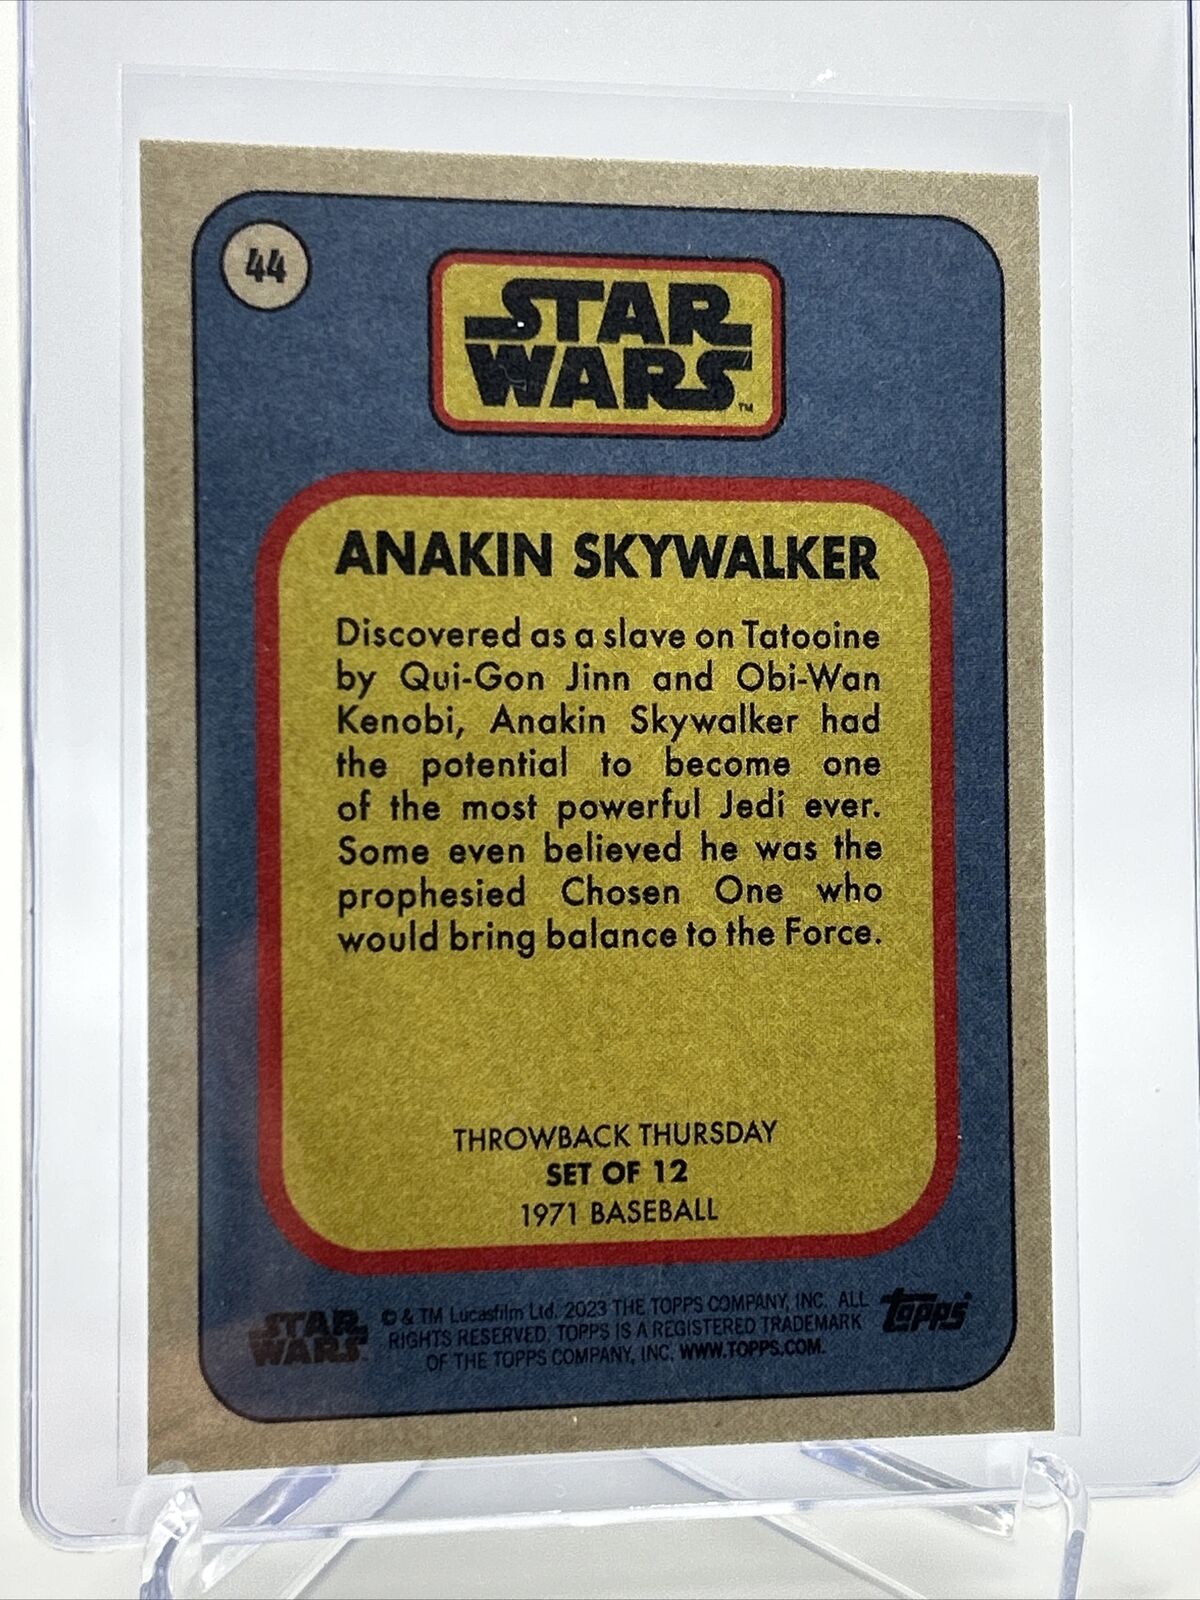 44
STAR
WARS
TM
ANAKIN SKYWALKER
Discovered as a slave on Tatooine
by Qui-Gon Jinn and Obi-Wan
Kenobi, Anakin Skywalker had
the potential to become one
of the most powerful Jedi ever.
Some even believed he was the
prophesied Chosen One who
would bring balance to the Force.
THROWBACK THURSDAY
SET OF 12
1971 BASEBALL
STAR
WARS
© & TM Lucasfilm Ltd. 2023 THE TOPPS COMPANY, INC. ALL
RIGHTS RESERVED. TOPPS IS A REGISTERED TRADEMARK
OF THE TOPPS COMPANY, INC. WWW.TOPPS.COM.
TOPPS